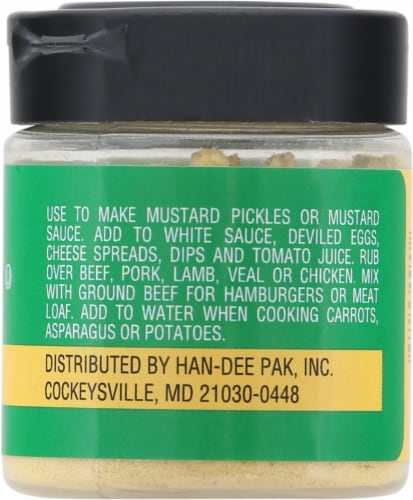 USE TO MAKE MUSTARD PICKLES OR MUSTARD
SAUCE. ADD TO WHITE SAUCE, DEVILED EGGS,
CHEESE SPREADS, DIPS AND TOMATO JUICE. RUB
OVER BEEF, PORK, LAMB, VEAL OR CHICKEN. MIX
WITH GROUND BEEF FOR HAMBURGERS OR MEAT
LOAF. ADD TO WATER WHEN COOKING CARROTS,
ASPARAGUS OR POTATOES.
DISTRIBUTED BY HAN-DEE PAK, INC.
COCKEYSVILLE, MD 21030-0448